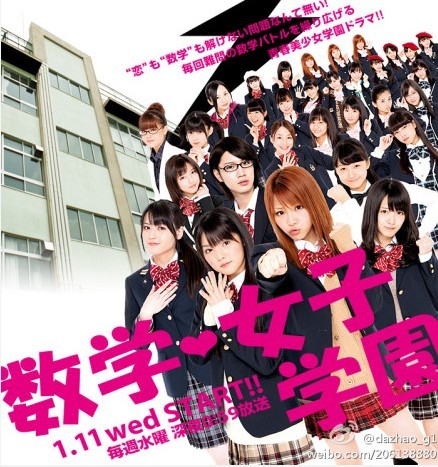 “恋”も“数学”も解けない問題なんて無い!
毎回難問の数学バトルを繰り広げる
青春美少女学園ドラマ!!
数学♥女子
学園
1.11 wed START!!
毎週水曜 深夜0:59放送
@dazhao_g1
weibo.com/206138880